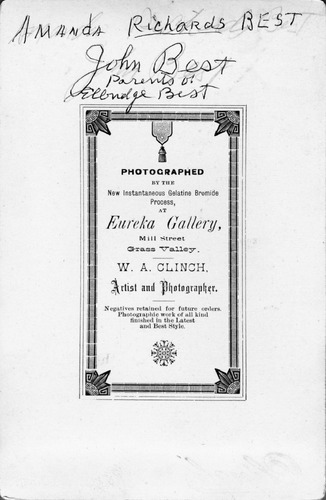 AMANDA RICHARDS BEST
John Best
Parents of
Elbridge Best
PHOTOGRAPHED
BY THE
New Instantaneous Gelatine Bromide
Process,
AT
Eureka Gallery,
Mill Street
Grass Valley.
W. A. CLINCH,
Artist and Photographer.
Negatives retained for future orders.
Photographic work of all kind
finished in the Latest
and Best Style.